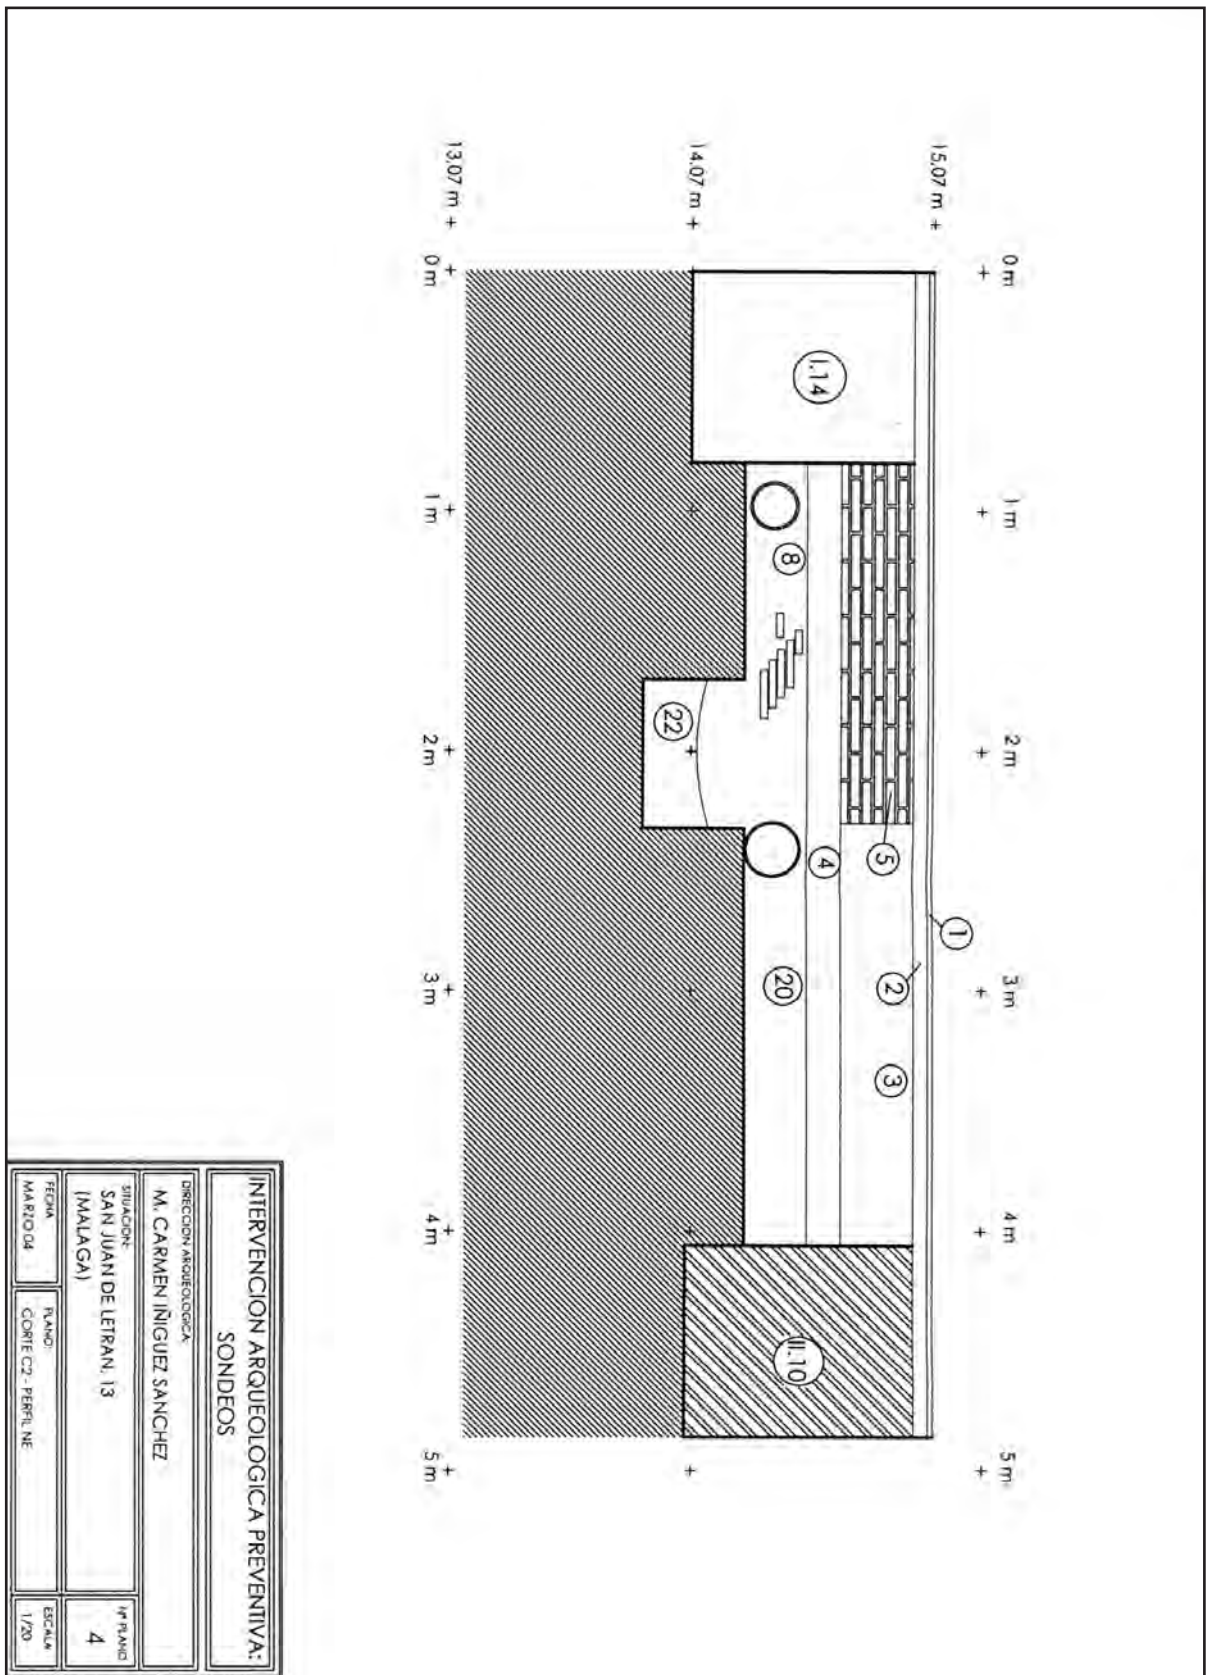 0 m
1 m
2 m
3 m
4 m
5 m
15.07 m
14.07 m
13.07 m
1
2
3
I.14
5
4
8
20
22
II.10
0 m
1 m
2 m
3 m
4 m
5 m
INTERVENCION ARQUEOLOGICA PREVENTIVA:
SONDEOS
DIRECCION ARQUEOLOGICA:
M. CARMEN IÑIGUEZ SANCHEZ
SITUACION:
SAN JUAN DE LETRAN, 13
(MALAGA)
Nº PLANO
4
FECHA
MARZO 04
PLANO:
CORTE C2 - PERFIL NE
ESCALA
1/20